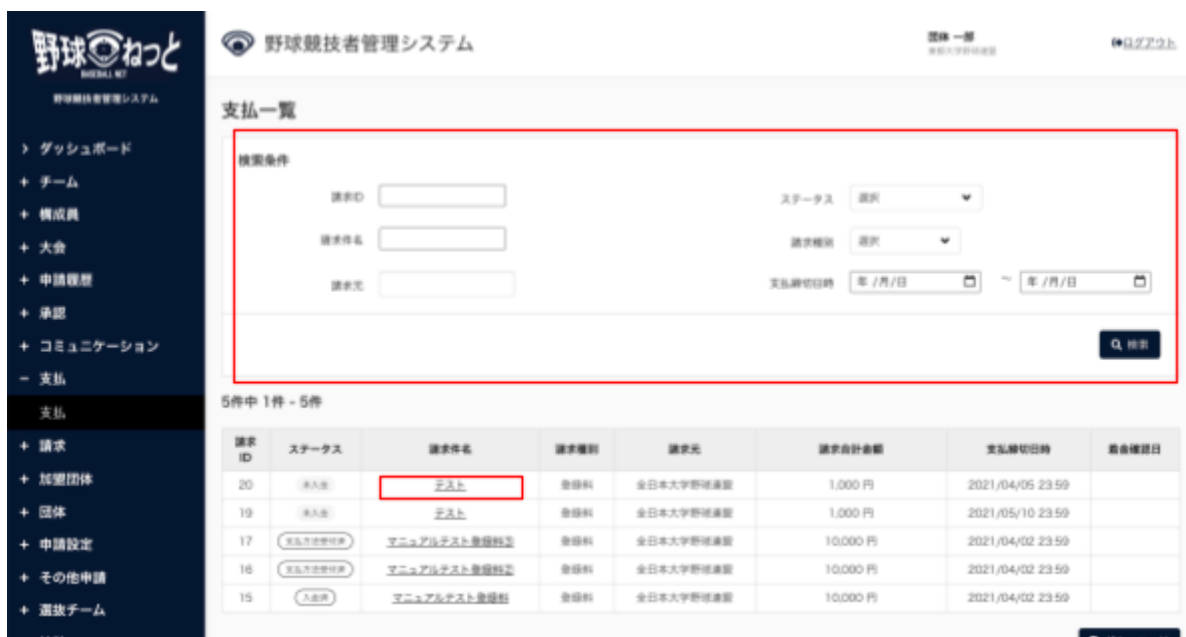 野球ねっと
BASEBALL NET
野球競技者管理システム
野球競技者管理システム
団体 一郎
東都大学野球連盟
ログアウト
› ダッシュボード
+ チーム
+ 構成員
+ 大会
+ 申請履歴
+ 承認
+ コミュニケーション
− 支払
支払
+ 請求
+ 加盟団体
+ 団体
+ 申請設定
+ その他申請
+ 選抜チーム
支払一覧
検索条件
請求ID
ステータス 選択
請求件名
請求種別 選択
請求元
支払締切日時 年 /月/日 ~ 年 /月/日
検索
5件中 1件 - 5件
請求ID ステータス 請求件名 請求種別 請求元 請求合計金額 支払締切日時 着金確認日
20 未入金 テスト 登録料 全日本大学野球連盟 1,000 円 2021/04/05 23:59
19 未入金 テスト 登録料 全日本大学野球連盟 1,000 円 2021/05/10 23:59
17 支払方法受付済 マニュアルテスト登録料③ 登録料 全日本大学野球連盟 10,000 円 2021/04/02 23:59
16 支払方法受付済 マニュアルテスト登録料② 登録料 全日本大学野球連盟 10,000 円 2021/04/02 23:59
15 入金済 マニュアルテスト登録料 登録料 全日本大学野球連盟 10,000 円 2021/04/02 23:59